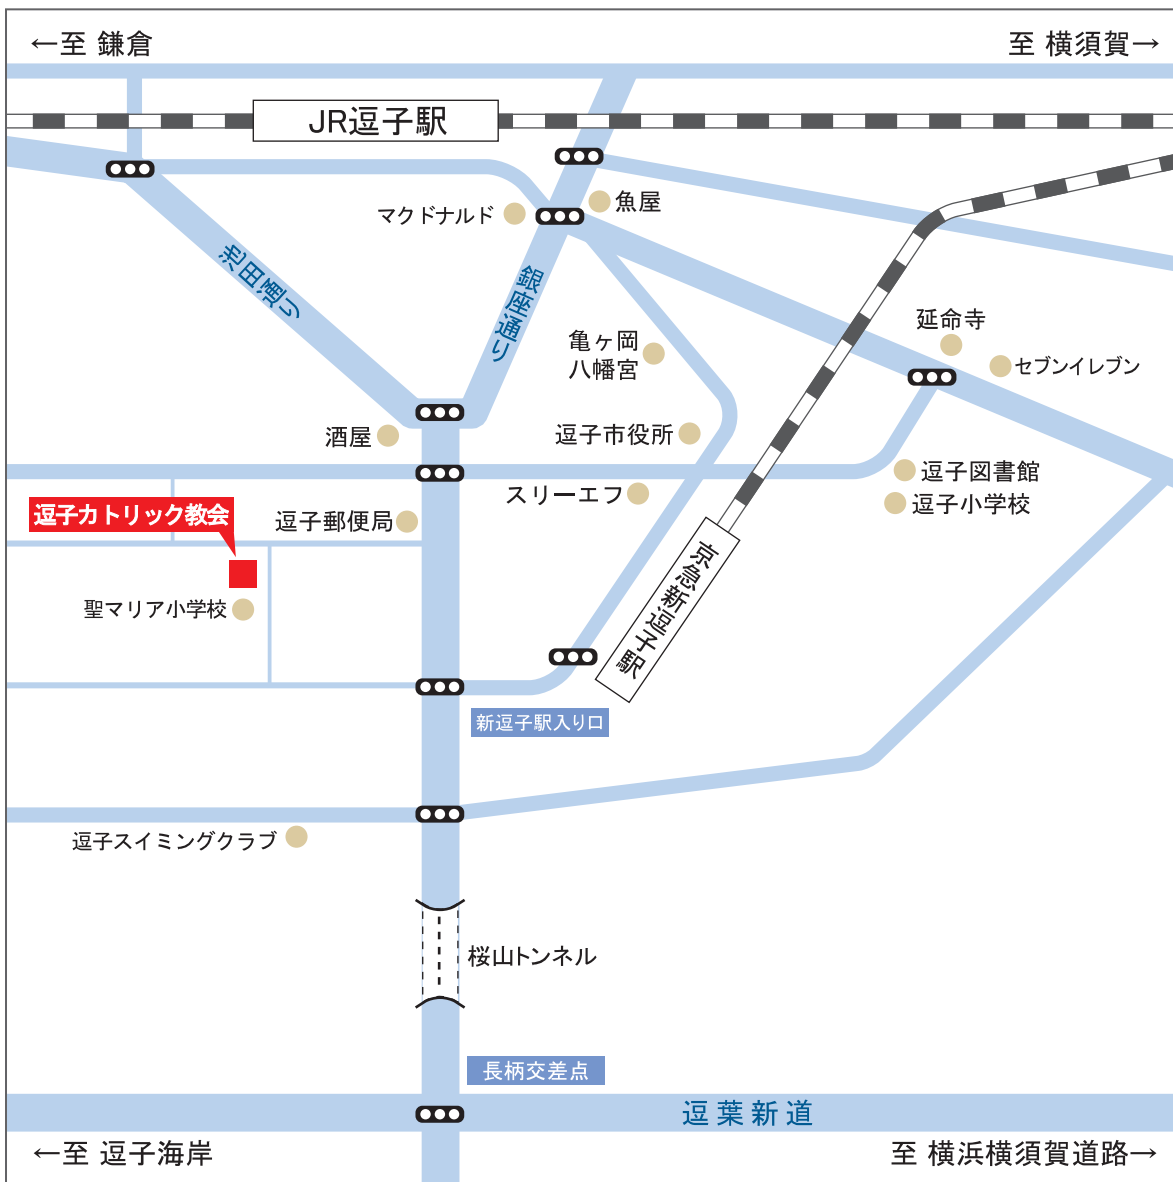 ←至 鎌倉
至 横須賀→
JR逗子駅
マクドナルド
魚屋
池田通り
銀座通り
亀ヶ岡
八幡宮
延命寺
セブンイレブン
酒屋
逗子市役所
逗子図書館
スリーエフ
逗子小学校
逗子カトリック教会
逗子郵便局
京急新逗子駅
聖マリア小学校
新逗子駅入り口
逗子スイミングクラブ
桜山トンネル
長柄交差点
逗葉新道
←至 逗子海岸
至 横浜横須賀道路→